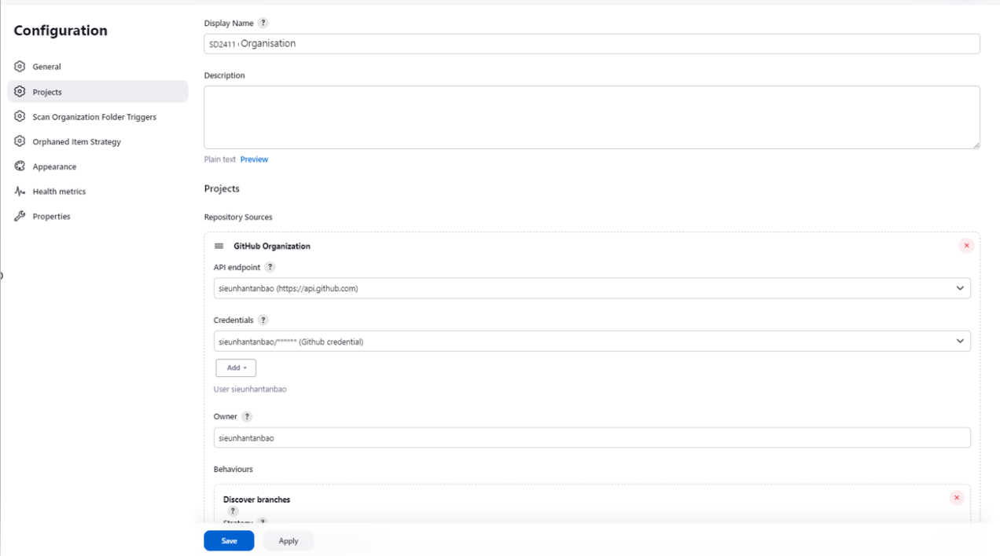 Configuration
General
Projects
Scan Organization Folder Triggers
Orphaned Item Strategy
Appearance
Health metrics
Properties
Display Name ?
SD2411 Organisation
Description
Plain text Preview
Projects
Repository Sources
GitHub Organization
API endpoint ?
sieunhantanbao (https://api.github.com)
Credentials ?
sieunhantanbao/****** (Github credential)
Add
User sieunhantanbao
Owner ?
sieunhantanbao
Behaviours
Discover branches
?
Strategy ?
Save Apply